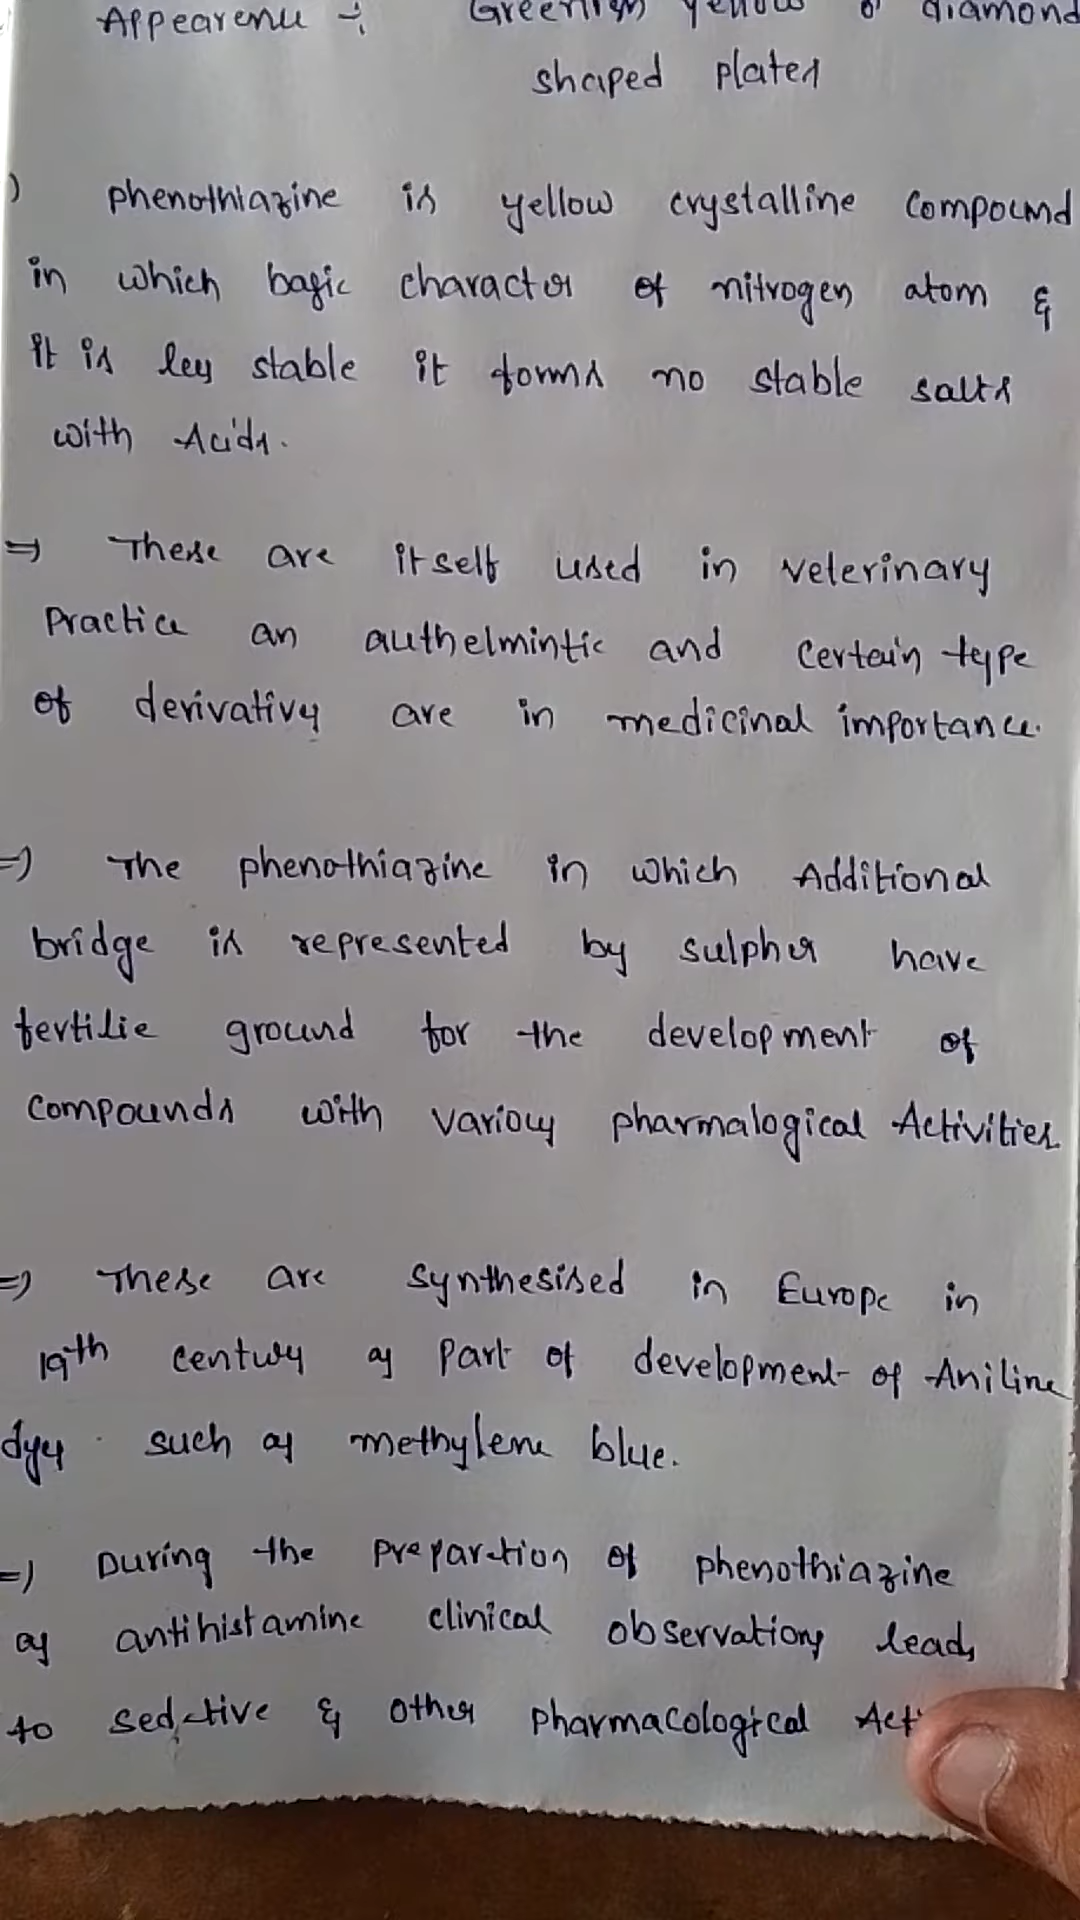 Appearence ÷ Greenish yellow or diamond
shaped plates
) phenothiazine is yellow crystalline compound
in which basic character of nitrogen atom &
it is less stable it forms no stable salts
with Acids.
⇒ These are itself used in veterinary
Practice an authelmintic and certain type
of derivatives are in medicinal importance.
⇒ The phenothiazine in which Additional
bridge is represented by sulpher have
fertilie ground for the development of
compounds with various pharmalogical Activities
⇒ These are synthesised in Europe in
19th century as part of development of Aniline
dyes such as methylene blue.
⇒ During the preparation of phenothiazine
as antihistamine clinical observations leads
to sedative & other pharmacological